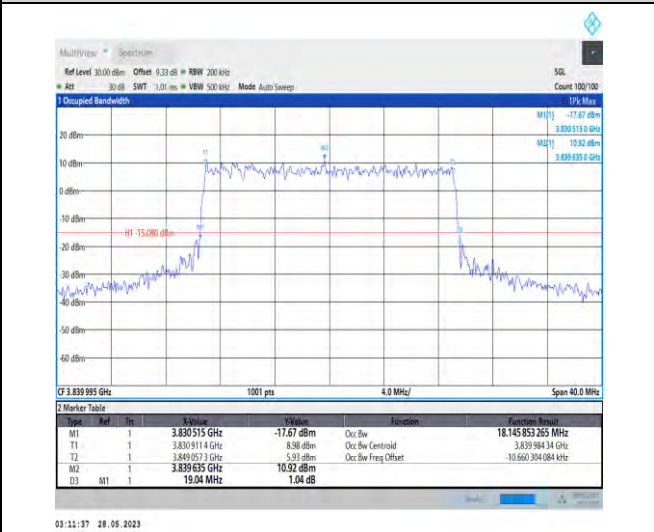 MultiView Spectrum
Ref Level 30.00 dBm Offset 9.33 dB RBW 200 kHz SGL
Att 30 dB SWT 1.01 ms VBW 500 kHz Mode Auto Sweep Count 100/100
1 Occupied Bandwidth 1Pk Max
M1[1] -17.67 dBm
3.830 515 0 GHz
M2[1] 10.92 dBm
3.839 635 0 GHz
20 dBm
10 dBm
0 dBm
-10 dBm
H1 -15.080 dBm
-20 dBm
-30 dBm
-40 dBm
-50 dBm
-60 dBm
T1
M2
T2
M1
CF 3.839 995 GHz 1001 pts 4.0 MHz/ Span 40.0 MHz
2 Marker Table
Type Ref Trc X-Value Y-Value Function Function Result
M1 1 3.830 515 GHz -17.67 dBm Occ Bw 18.145 853 265 MHz
T1 1 3.830 911 4 GHz 8.98 dBm Occ Bw Centroid 3.839 984 34 GHz
T2 1 3.849 057 3 GHz 5.93 dBm Occ Bw Freq Offset -10.660 304 084 kHz
M2 1 3.839 635 GHz 10.92 dBm
D3 M1 1 19.04 MHz 1.04 dB
03:11:37 28.05.2023